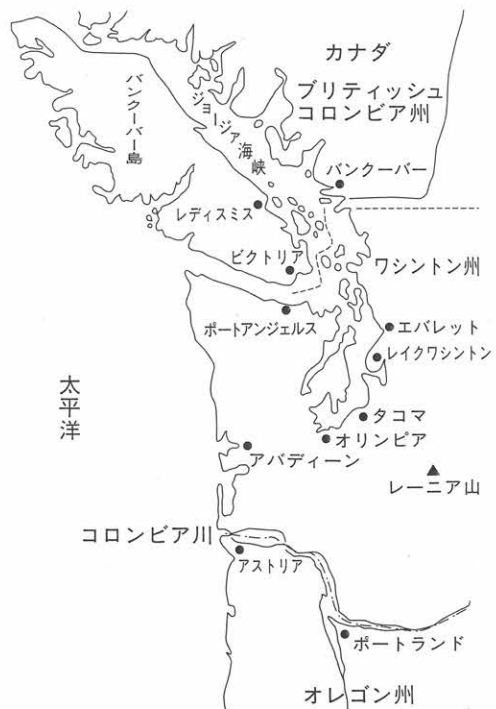 カナダ
ブリティッシュ
コロンビア州
バンクーバー島
ジョージア海峡
バンクーバー
レディスミス
ビクトリア
ワシントン州
ポートアンジェルス
エバレット
レイクワシントン
太平洋
タコマ
オリンピア
アバディーン
レーニア山
コロンビア川
アストリア
ポートランド
オレゴン州